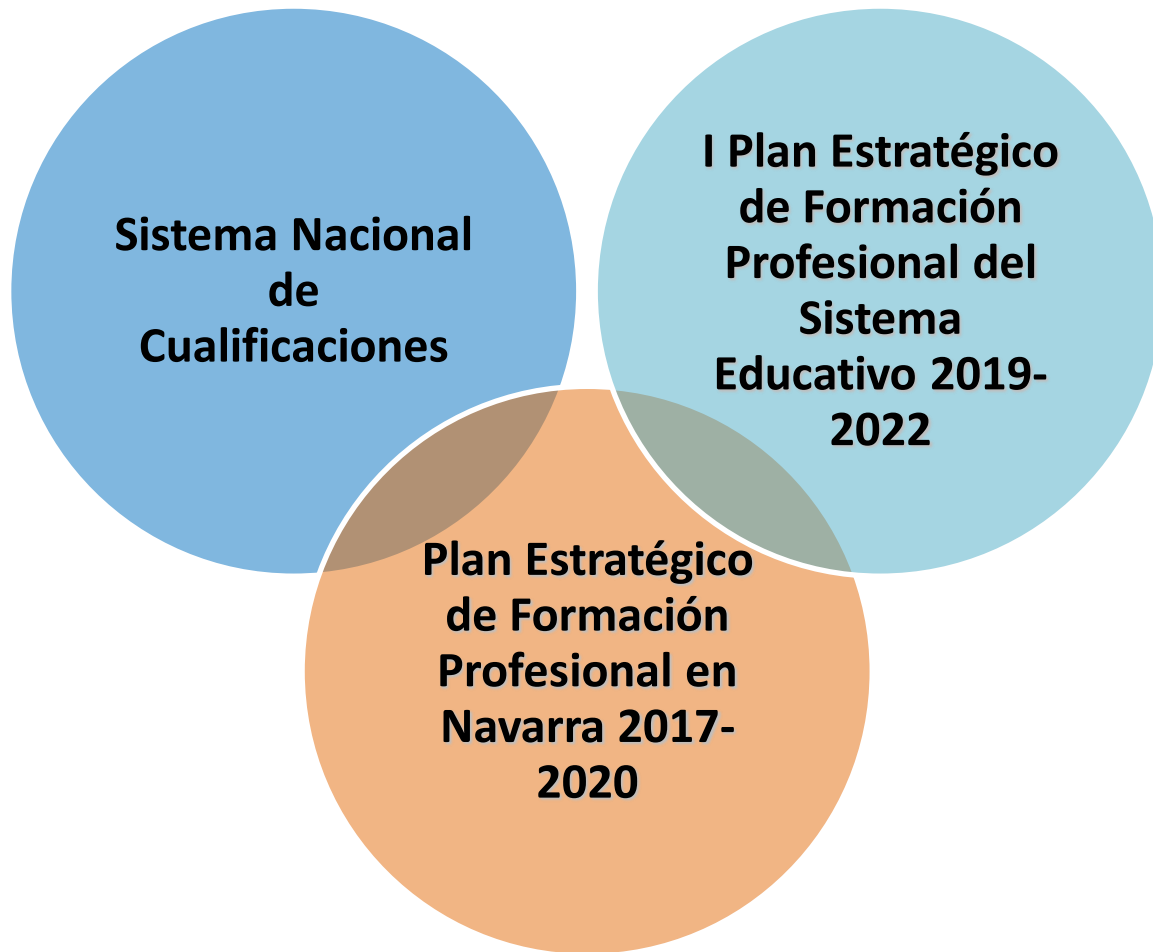 Sistema Nacional
de
Cualificaciones
I Plan Estratégico
de Formación
Profesional del
Sistema
Educativo 2019-
2022
Plan Estratégico
de Formación
Profesional en
Navarra 2017-
2020